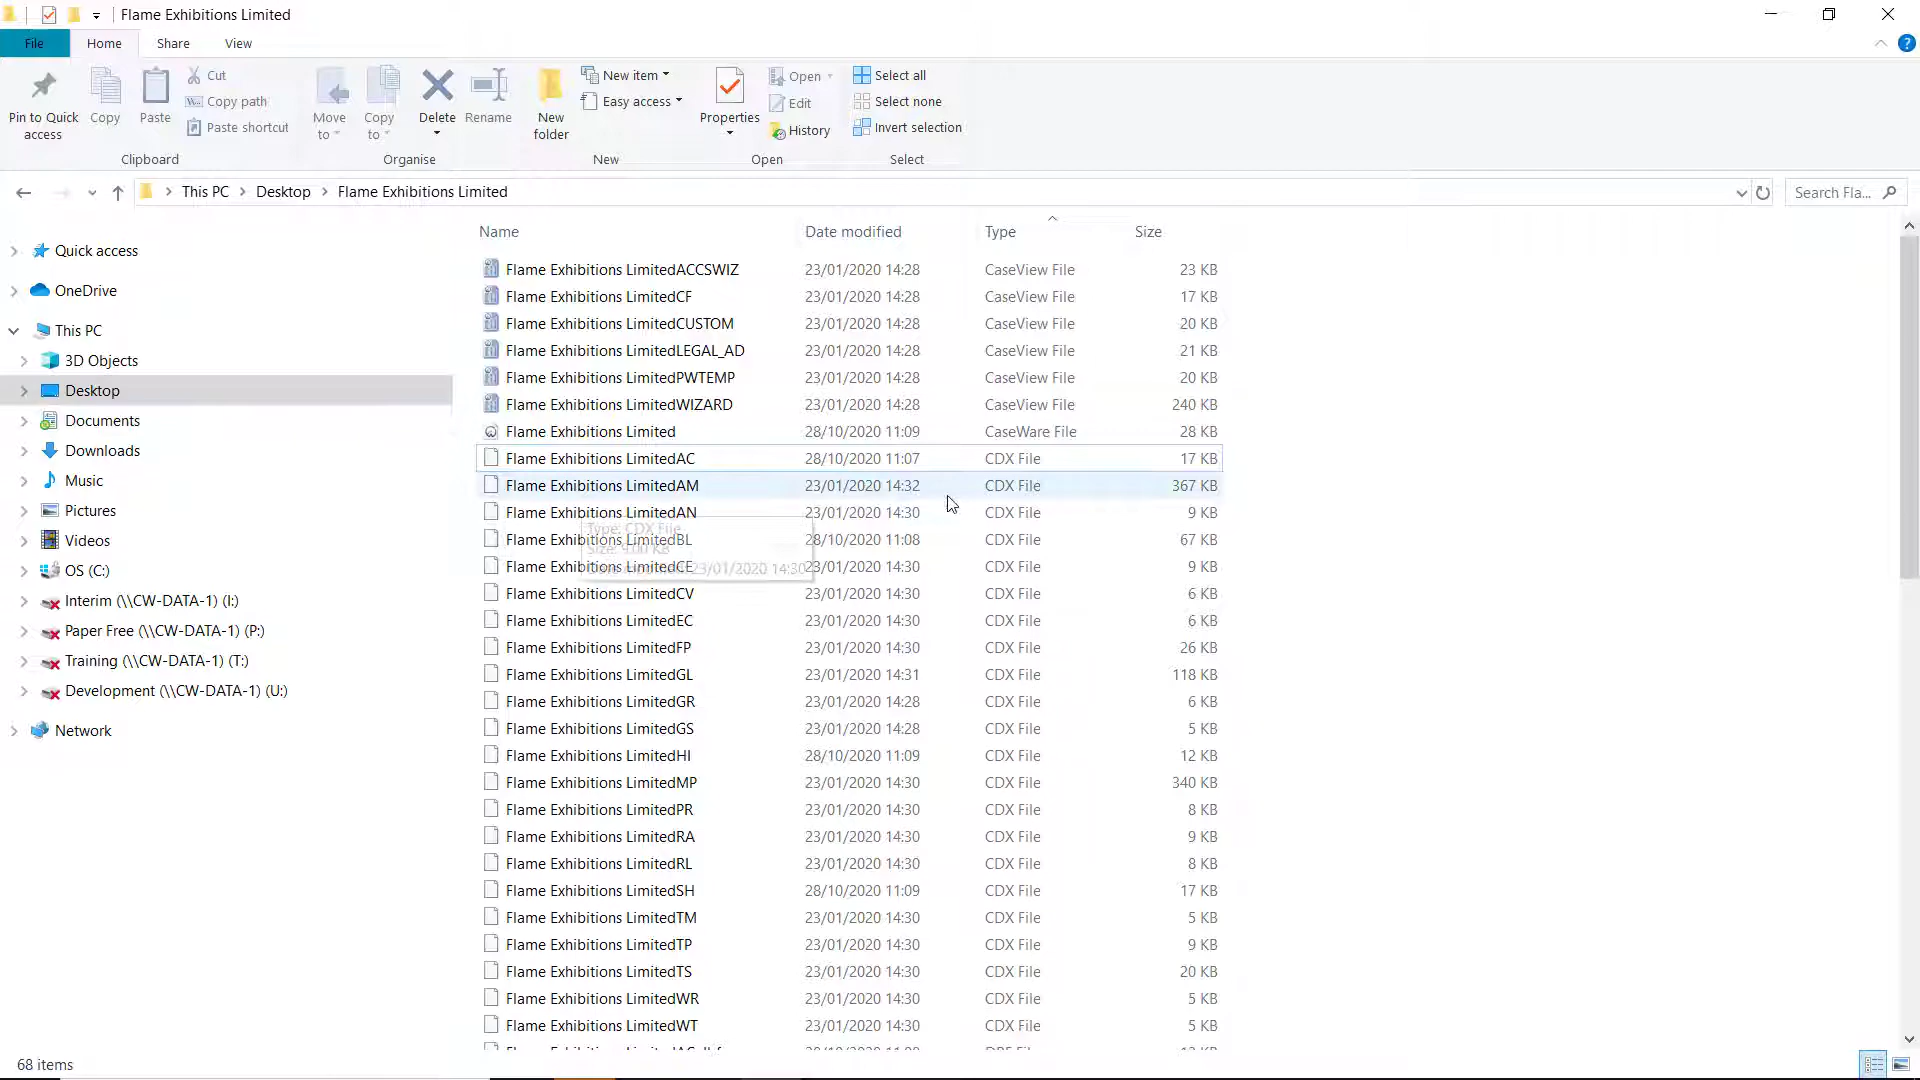 Flame Exhibitions Limited
File Home Share View
Pin to Quick access
Copy
Paste
Cut
Copy path
Paste shortcut
Clipboard
Move to
Copy to
Delete
Rename
Organise
New folder
New item
Easy access
New
Properties
Open
Edit
History
Open
Select all
Select none
Invert selection
Select
This PC > Desktop > Flame Exhibitions Limited
Search Fla...
Quick access
OneDrive
This PC
3D Objects
Desktop
Documents
Downloads
Music
Pictures
Videos
OS (C:)
Interim (\\CW-DATA-1) (I:)
Paper Free (\\CW-DATA-1) (P:)
Training (\\CW-DATA-1) (T:)
Development (\\CW-DATA-1) (U:)
Network
Name Date modified Type Size
Flame Exhibitions LimitedACCSWIZ 23/01/2020 14:28 CaseView File 23 KB
Flame Exhibitions LimitedCF 23/01/2020 14:28 CaseView File 17 KB
Flame Exhibitions LimitedCUSTOM 23/01/2020 14:28 CaseView File 20 KB
Flame Exhibitions LimitedLEGAL_AD 23/01/2020 14:28 CaseView File 21 KB
Flame Exhibitions LimitedPWTEMP 23/01/2020 14:28 CaseView File 20 KB
Flame Exhibitions LimitedWIZARD 23/01/2020 14:28 CaseView File 240 KB
Flame Exhibitions Limited 28/10/2020 11:09 CaseWare File 28 KB
Flame Exhibitions LimitedAC 28/10/2020 11:07 CDX File 17 KB
Flame Exhibitions LimitedAM 23/01/2020 14:32 CDX File 367 KB
Flame Exhibitions LimitedAN 23/01/2020 14:30 CDX File 9 KB
Type: CDX File
Flame Exhibitions LimitedBL 28/10/2020 11:08 CDX File 67 KB
Size: 9.00 KB
Flame Exhibitions LimitedCE 23/01/2020 14:30 CDX File 9 KB
23/01/2020 14:30
Flame Exhibitions LimitedCV 23/01/2020 14:30 CDX File 6 KB
Flame Exhibitions LimitedEC 23/01/2020 14:30 CDX File 6 KB
Flame Exhibitions LimitedFP 23/01/2020 14:30 CDX File 26 KB
Flame Exhibitions LimitedGL 23/01/2020 14:31 CDX File 118 KB
Flame Exhibitions LimitedGR 23/01/2020 14:28 CDX File 6 KB
Flame Exhibitions LimitedGS 23/01/2020 14:28 CDX File 5 KB
Flame Exhibitions LimitedHI 28/10/2020 11:09 CDX File 12 KB
Flame Exhibitions LimitedMP 23/01/2020 14:30 CDX File 340 KB
Flame Exhibitions LimitedPR 23/01/2020 14:30 CDX File 8 KB
Flame Exhibitions LimitedRA 23/01/2020 14:30 CDX File 9 KB
Flame Exhibitions LimitedRL 23/01/2020 14:30 CDX File 8 KB
Flame Exhibitions LimitedSH 28/10/2020 11:09 CDX File 17 KB
Flame Exhibitions LimitedTM 23/01/2020 14:30 CDX File 5 KB
Flame Exhibitions LimitedTP 23/01/2020 14:30 CDX File 9 KB
Flame Exhibitions LimitedTS 23/01/2020 14:30 CDX File 20 KB
Flame Exhibitions LimitedWR 23/01/2020 14:30 CDX File 5 KB
Flame Exhibitions LimitedWT 23/01/2020 14:30 CDX File 5 KB
68 items